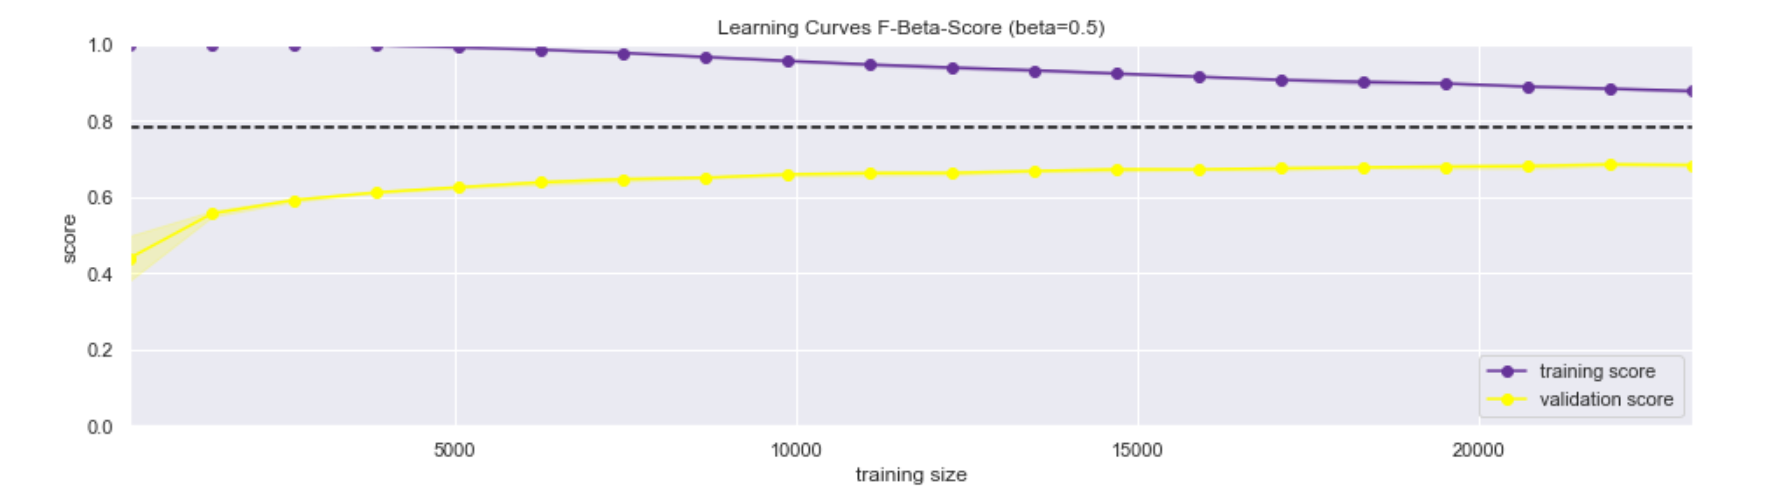 Learning Curves F-Beta-Score (beta=0.5)
1.0
0.8
0.6
0.4
0.2
0.0
score
5000 10000 15000 20000
training size
training score
validation score